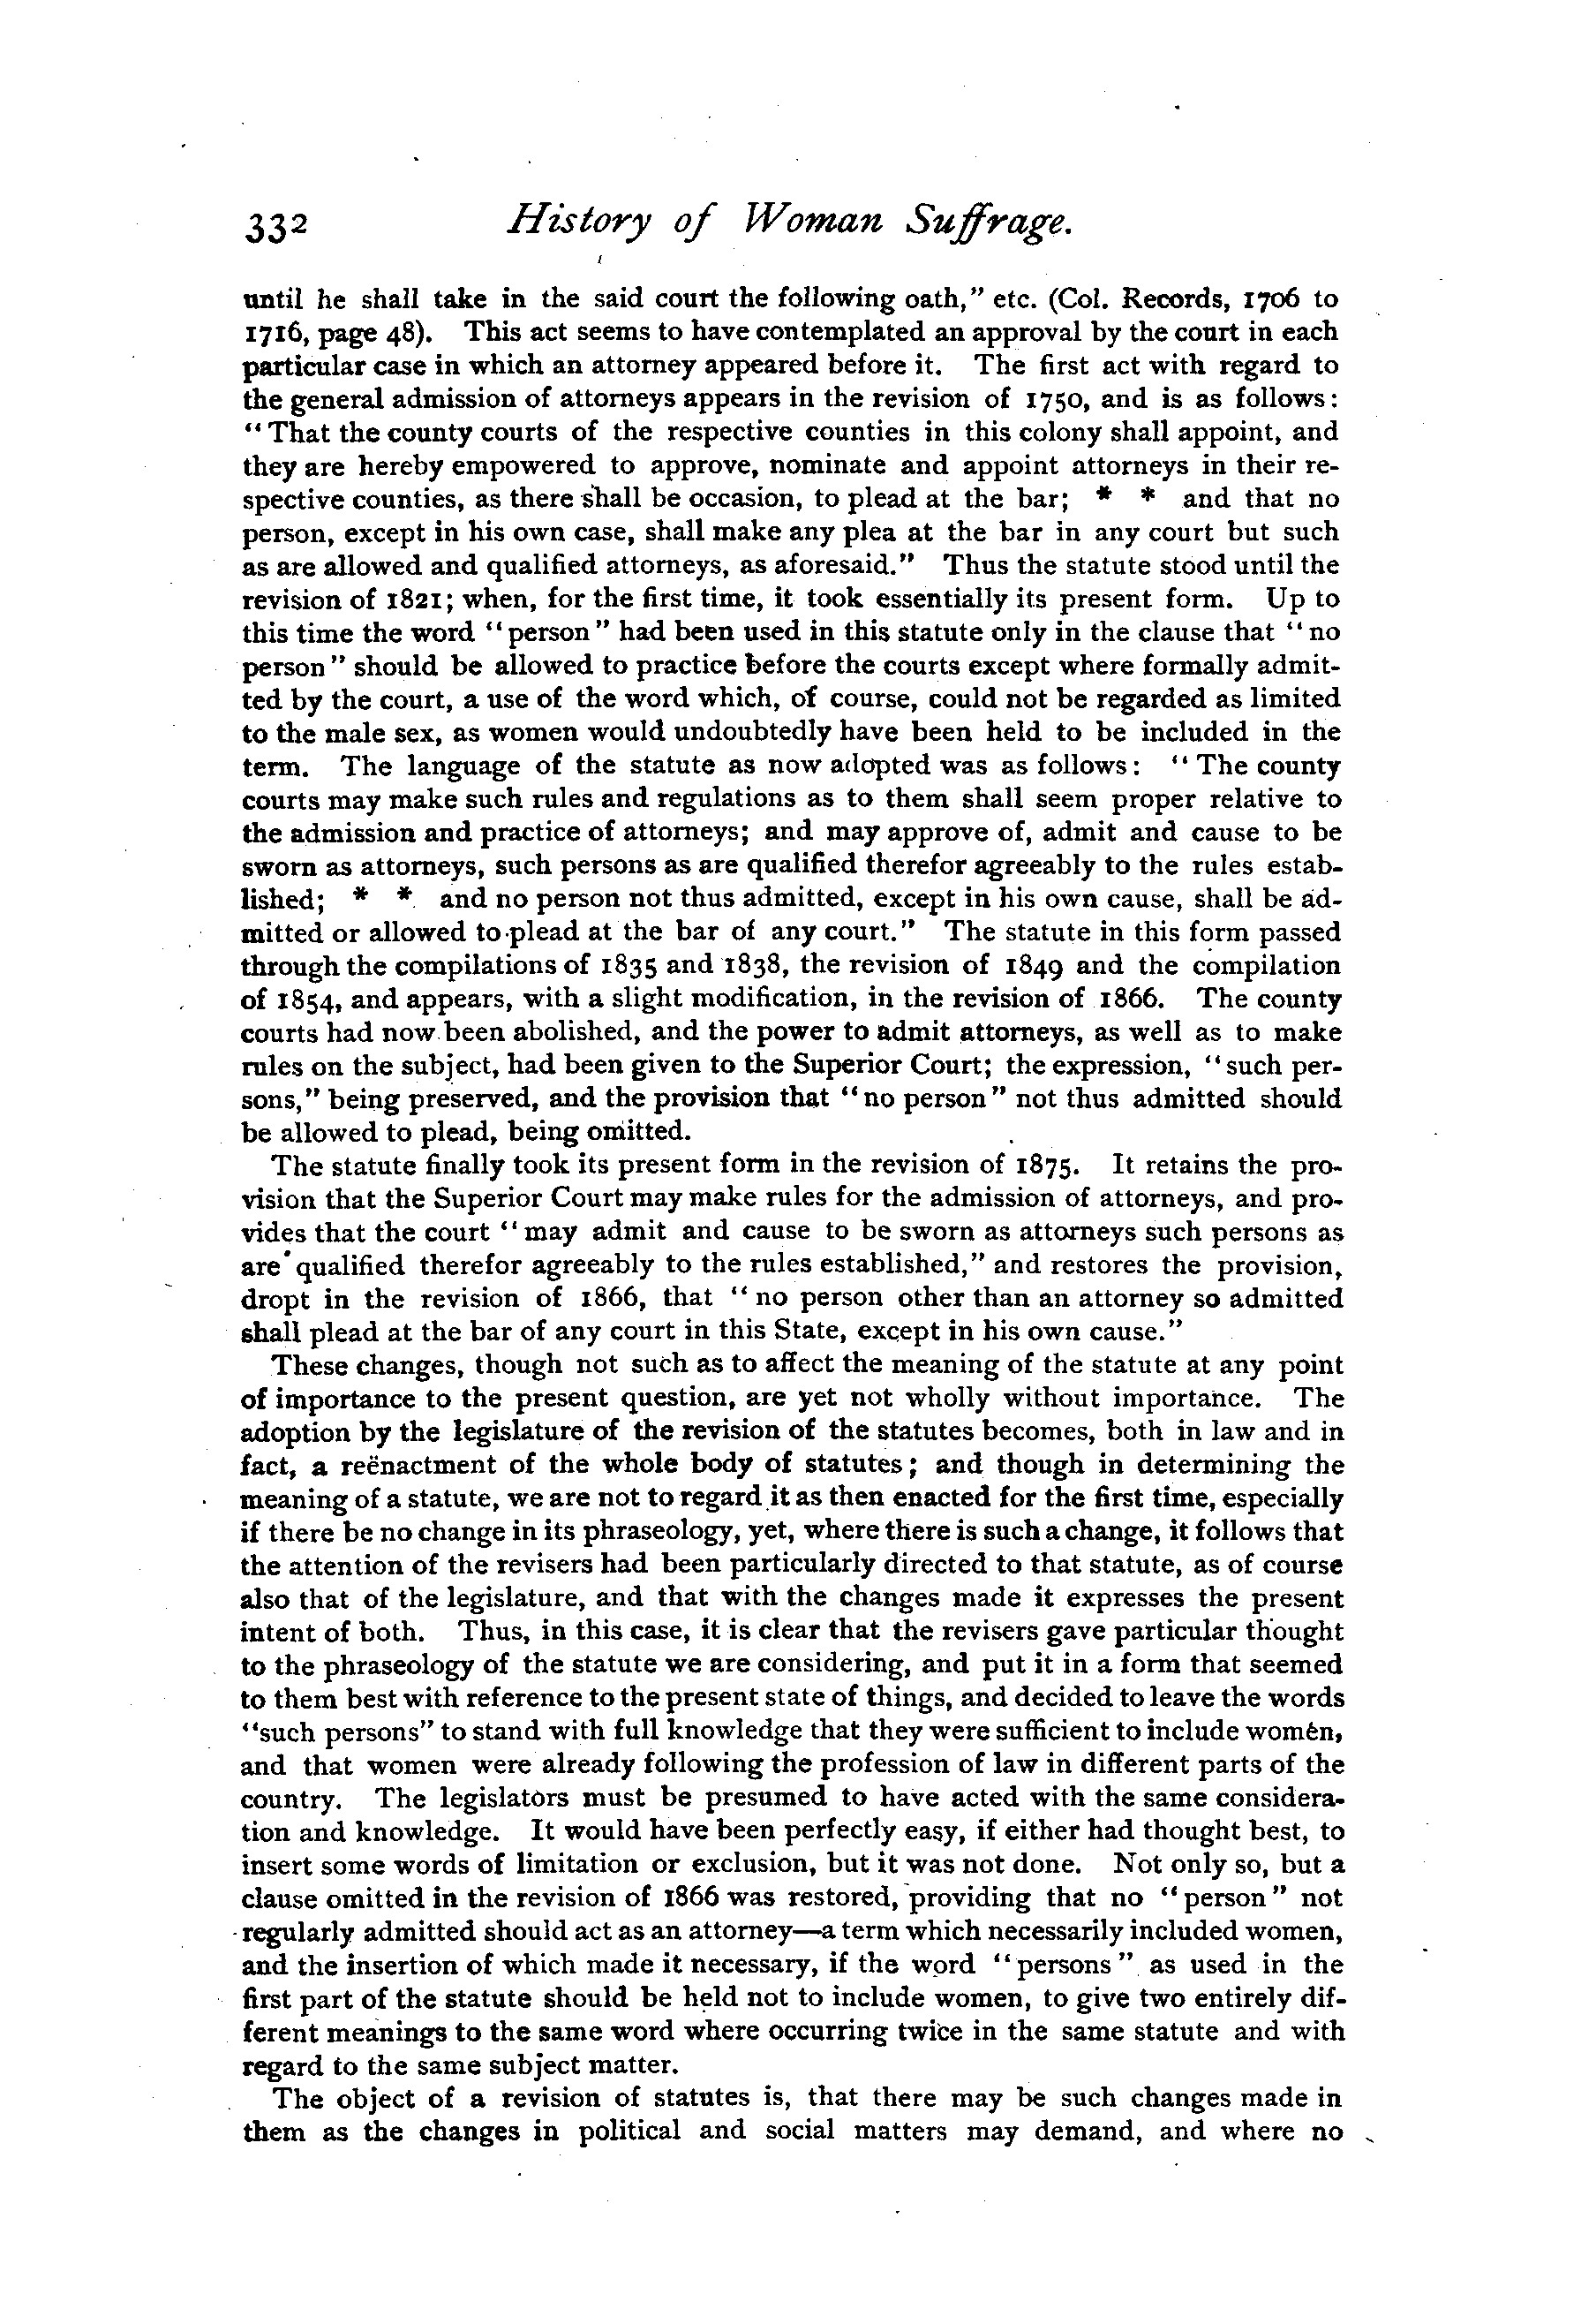 332 History of Woman Suffrage.
until he shall take in the said court the following oath," etc. (Col. Records, 1706 to
1716, page 48). This act seems to have contemplated an approval by the court in each
particular case in which an attorney appeared before it. The first act with regard to
the general admission of attorneys appears in the revision of 1750, and is as follows:
"That the county courts of the respective counties in this colony shall appoint, and
they are hereby empowered to approve, nominate and appoint attorneys in their re-
spective counties, as there shall be occasion, to plead at the bar; * * and that no
person, except in his own case, shall make any plea at the bar in any court but such
as are allowed and qualified attorneys, as aforesaid." Thus the statute stood until the
revision of 1821; when, for the first time, it took essentially its present form. Up to
this time the word "person" had been used in this statute only in the clause that "no
person" should be allowed to practice before the courts except where formally admit-
ted by the court, a use of the word which, of course, could not be regarded as limited
to the male sex, as women would undoubtedly have been held to be included in the
term. The language of the statute as now adopted was as follows: "The county
courts may make such rules and regulations as to them shall seem proper relative to
the admission and practice of attorneys; and may approve of, admit and cause to be
sworn as attorneys, such persons as are qualified therefor agreeably to the rules estab-
lished; * * and no person not thus admitted, except in his own cause, shall be ad-
mitted or allowed to plead at the bar of any court." The statute in this form passed
through the compilations of 1835 and 1838, the revision of 1849 and the compilation
of 1854, and appears, with a slight modification, in the revision of 1866. The county
courts had now been abolished, and the power to admit attorneys, as well as to make
rules on the subject, had been given to the Superior Court; the expression, "such per-
sons," being preserved, and the provision that "no person" not thus admitted should
be allowed to plead, being omitted.
The statute finally took its present form in the revision of 1875. It retains the pro-
vision that the Superior Court may make rules for the admission of attorneys, and pro-
vides that the court "may admit and cause to be sworn as attorneys such persons as
are qualified therefor agreeably to the rules established," and restores the provision,
dropt in the revision of 1866, that "no person other than an attorney so admitted
shall plead at the bar of any court in this State, except in his own cause."
These changes, though not such as to affect the meaning of the statute at any point
of importance to the present question, are yet not wholly without importance. The
adoption by the legislature of the revision of the statutes becomes, both in law and in
fact, a reënactment of the whole body of statutes; and though in determining the
meaning of a statute, we are not to regard it as then enacted for the first time, especially
if there be no change in its phraseology, yet, where there is such a change, it follows that
the attention of the revisers had been particularly directed to that statute, as of course
also that of the legislature, and that with the changes made it expresses the present
intent of both. Thus, in this case, it is clear that the revisers gave particular thought
to the phraseology of the statute we are considering, and put it in a form that seemed
to them best with reference to the present state of things, and decided to leave the words
"such persons" to stand with full knowledge that they were sufficient to include women,
and that women were already following the profession of law in different parts of the
country. The legislators must be presumed to have acted with the same considera-
tion and knowledge. It would have been perfectly easy, if either had thought best, to
insert some words of limitation or exclusion, but it was not done. Not only so, but a
clause omitted in the revision of 1866 was restored, providing that no "person" not
regularly admitted should act as an attorney—a term which necessarily included women,
and the insertion of which made it necessary, if the word "persons" as used in the
first part of the statute should be held not to include women, to give two entirely dif-
ferent meanings to the same word where occurring twice in the same statute and with
regard to the same subject matter.
The object of a revision of statutes is, that there may be such changes made in
them as the changes in political and social matters may demand, and where no